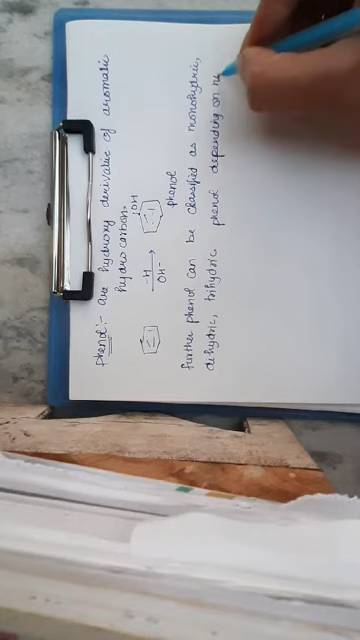 Phenol:- are hydroxy derivative of aromatic
hydrocarbon.
-H
OH-
OH
phenol
further phenol can be classified as monohydric,
dihydric, trihydric phenol depending on